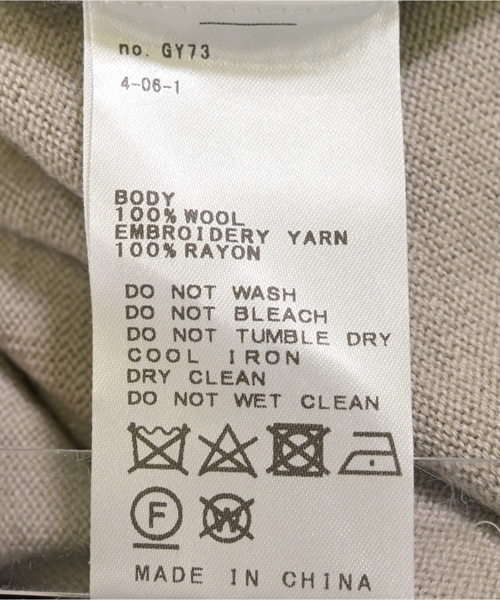 no. GY73
4-06-1
BODY
100% WOOL
EMBROIDERY YARN
100% RAYON
DO NOT WASH
DO NOT BLEACH
DO NOT TUMBLE DRY
COOL IRON
DRY CLEAN
DO NOT WET CLEAN
F W
MADE IN CHINA